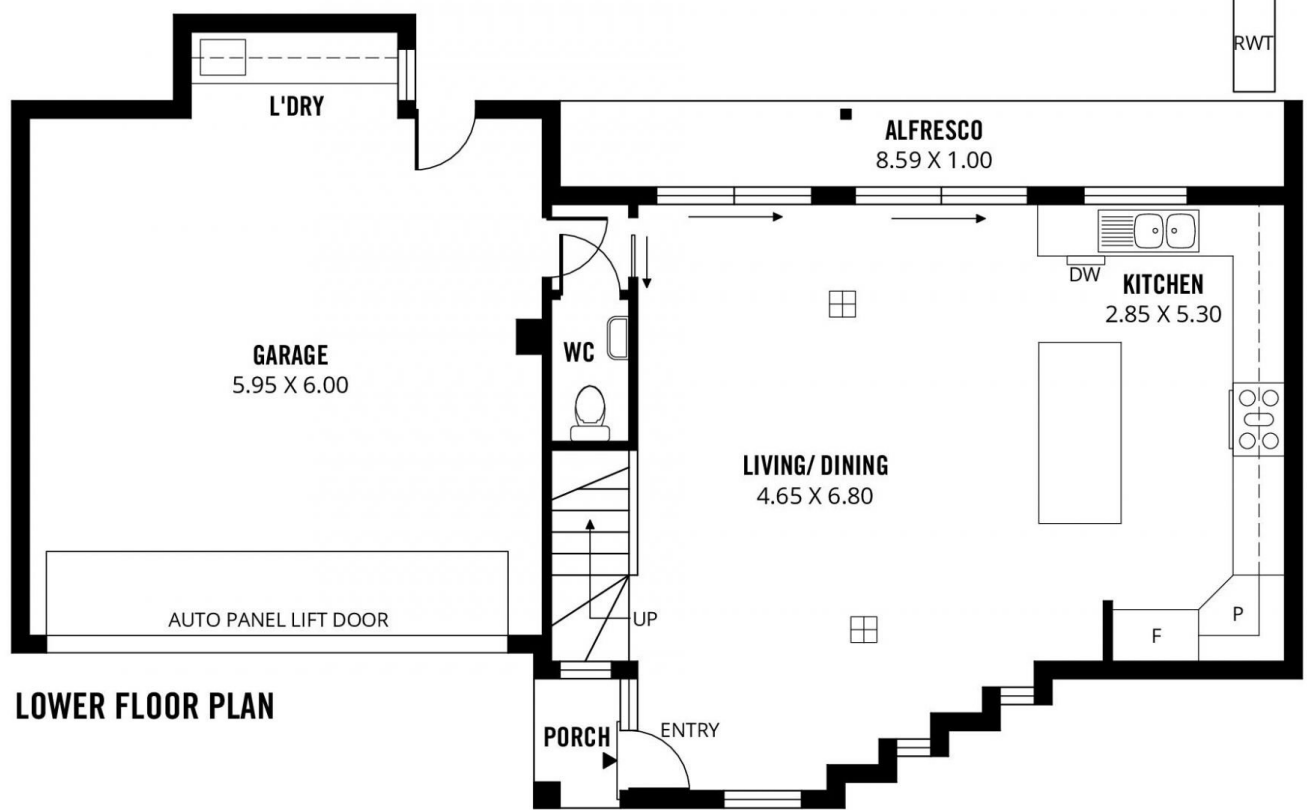 RWT
L'DRY
ALFRESCO
8.59 X 1.00
DW
KITCHEN
2.85 X 5.30
GARAGE
5.95 X 6.00
WC
LIVING/ DINING
4.65 X 6.80
AUTO PANEL LIFT DOOR
UP
F
P
LOWER FLOOR PLAN
PORCH
ENTRY